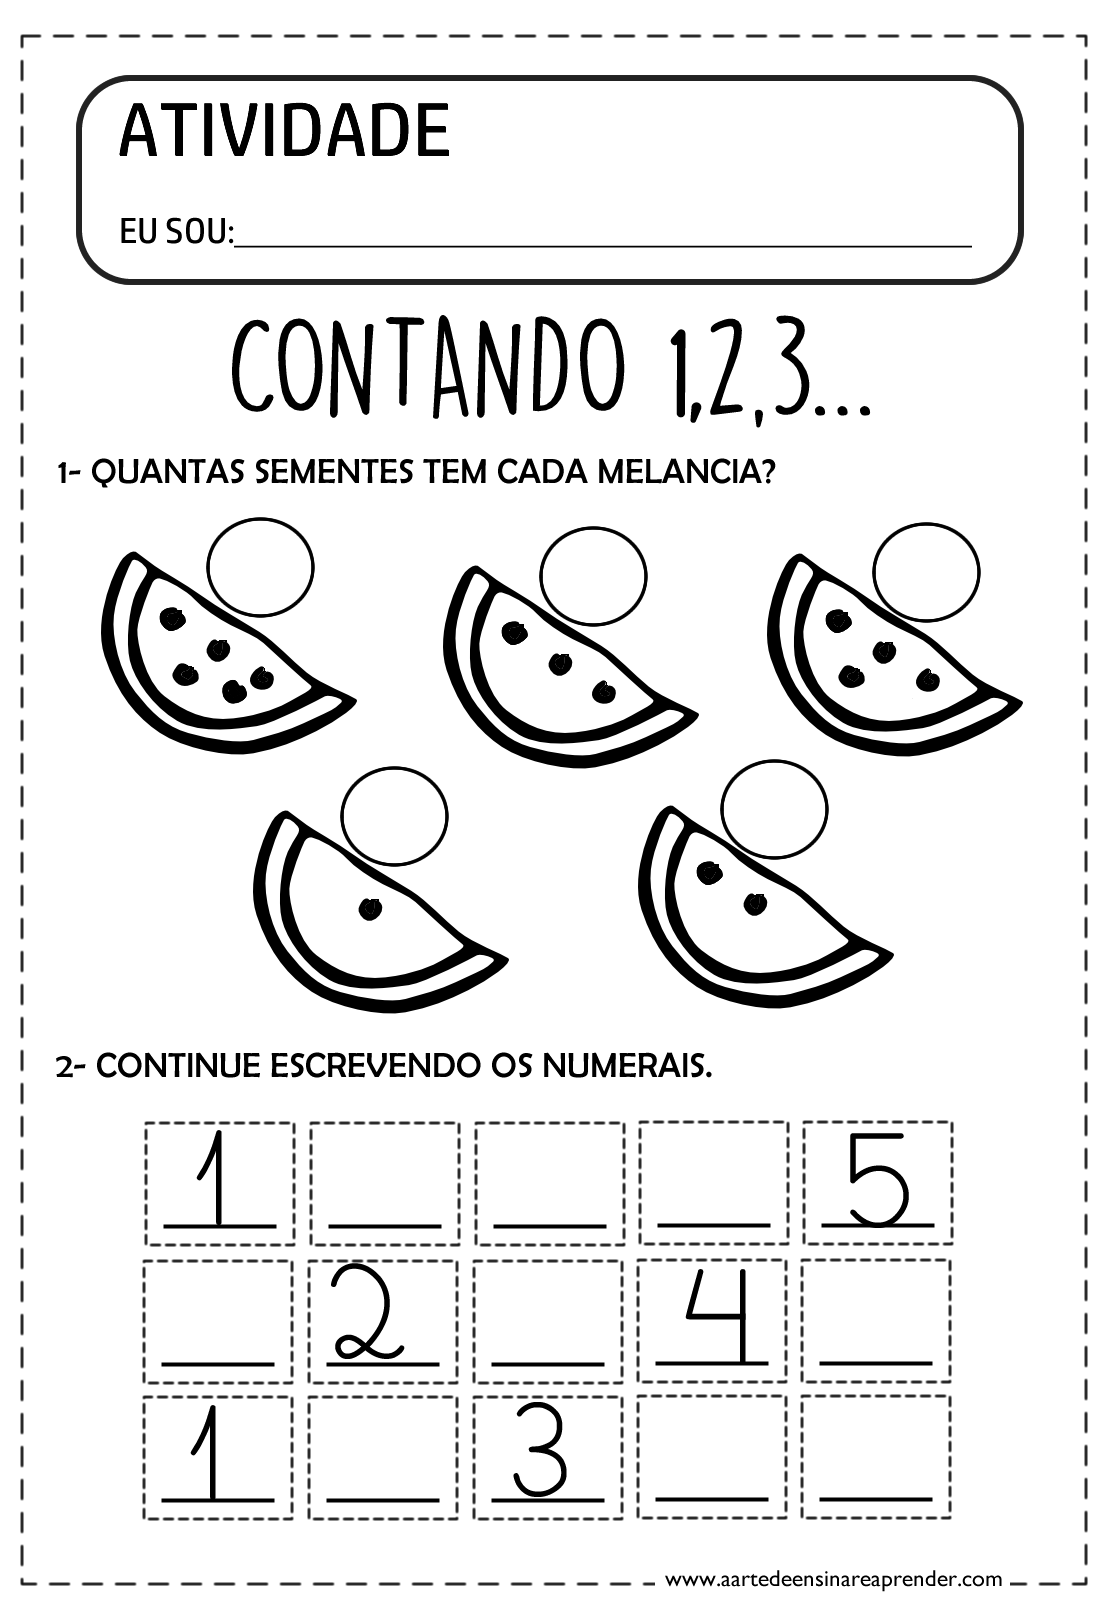 ATIVIDADE
EU SOU:
CONTANDO 1,2,3...
1- QUANTAS SEMENTES TEM CADA MELANCIA?
2- CONTINUE ESCREVENDO OS NUMERAIS.
1 5
2 4
1 3
www.aartedeensinareaprender.com